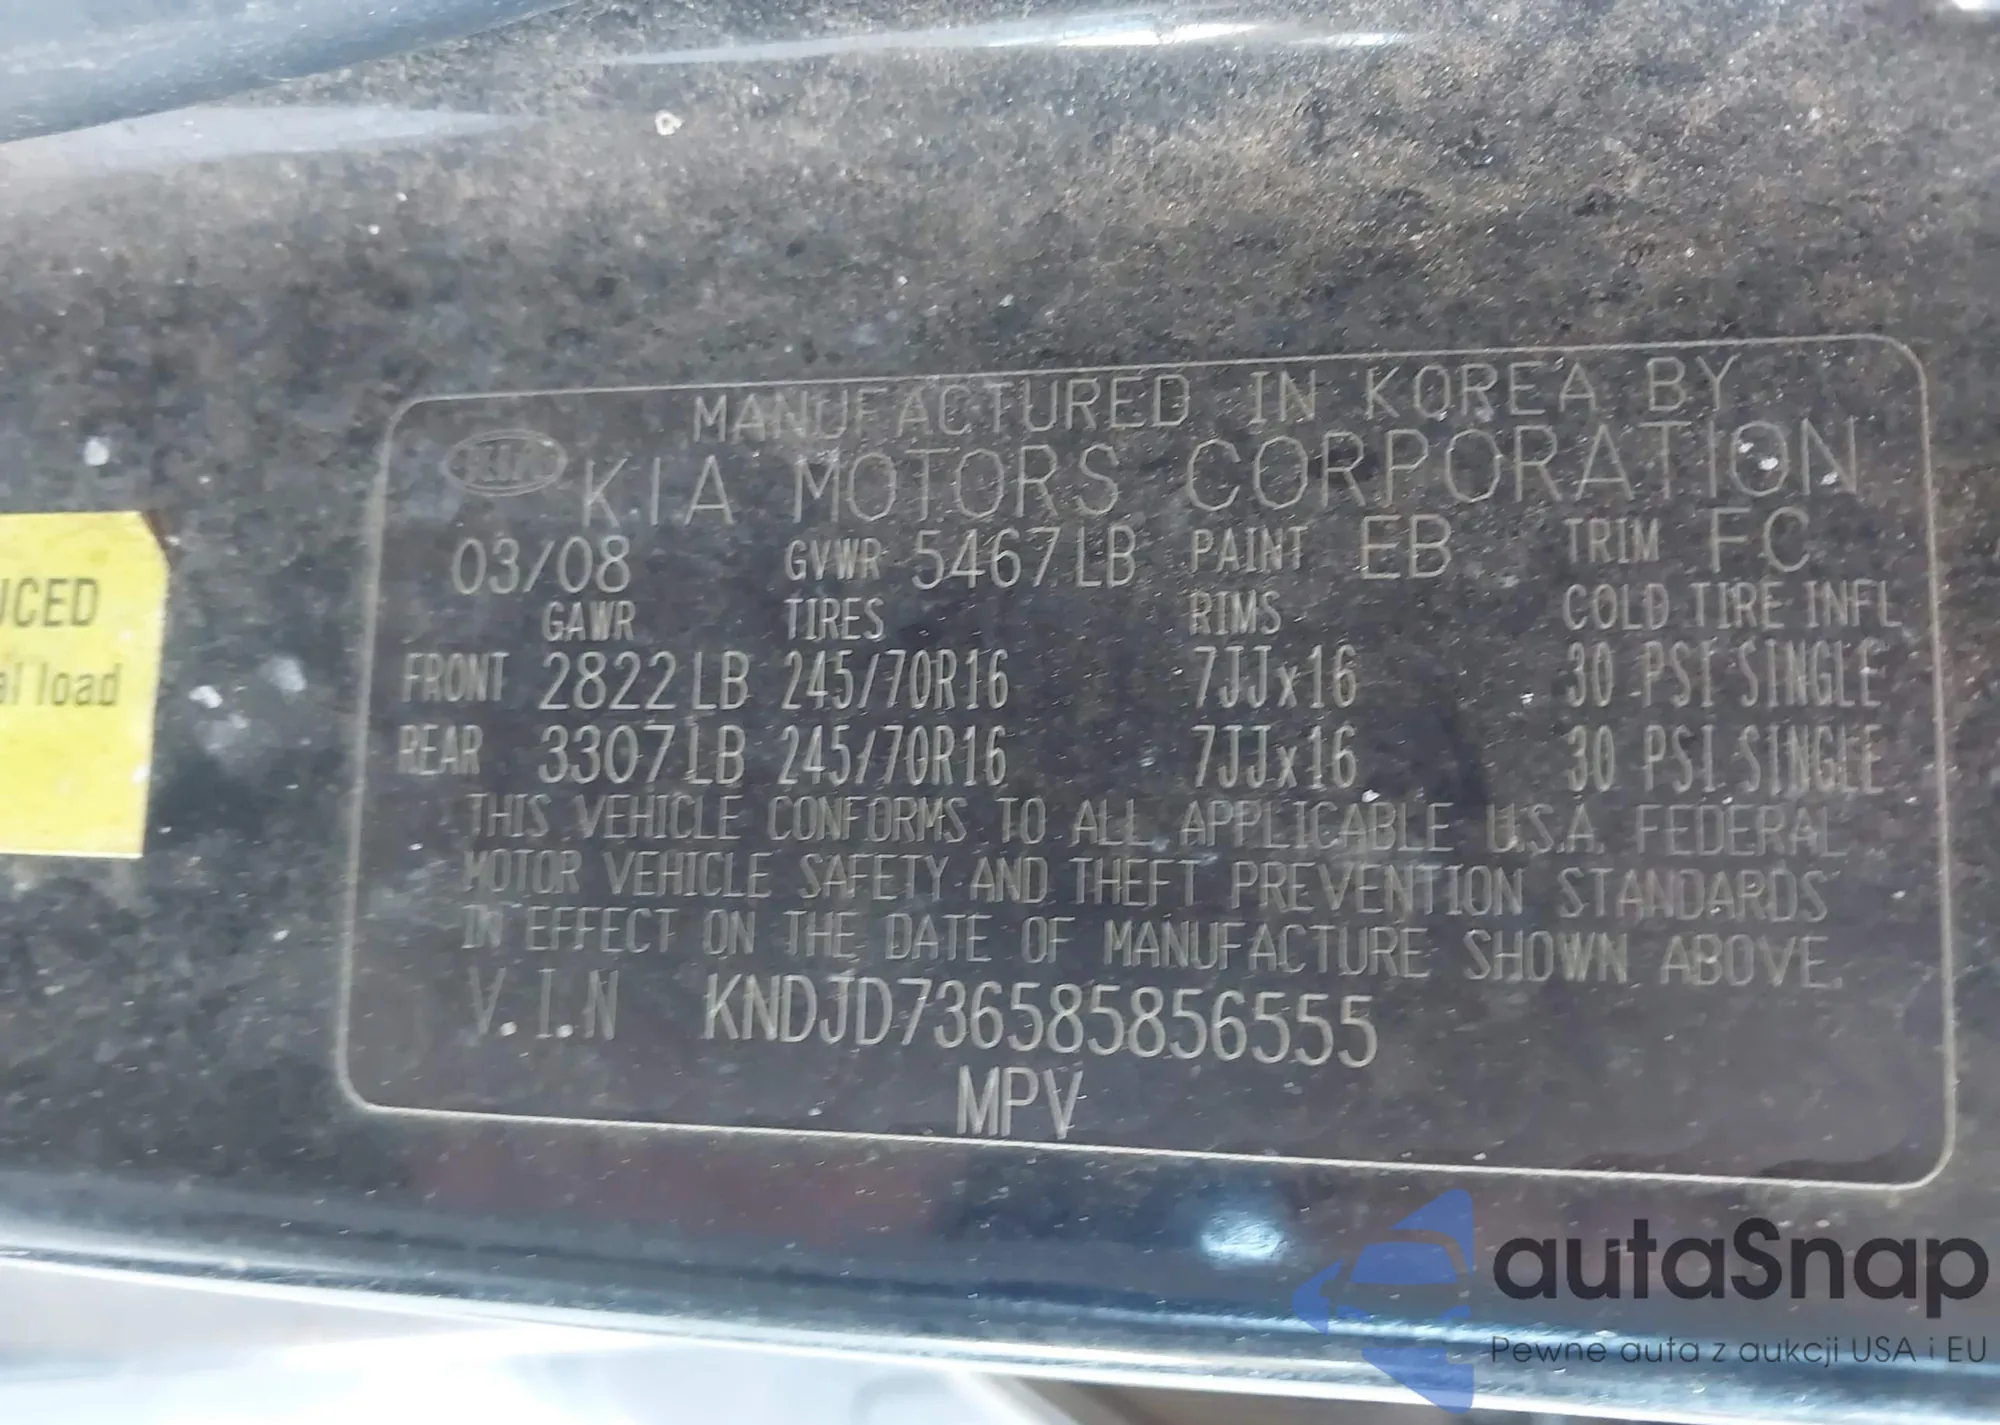 MANUFACTURED IN KOREA BY
KIA KIA MOTORS CORPORATION
03/08 GVWR 5467LB PAINT EB TRIM FC
GAWR TIRES RIMS COLD TIRE INFL
FRONT 2822LB 245/70R16 7JJx16 30 PSI SINGLE
REAR 3307LB 245/70R16 7JJx16 30 PSI SINGLE
THIS VEHICLE CONFORMS TO ALL APPLICABLE U.S.A. FEDERAL
MOTOR VEHICLE SAFETY AND THEFT PREVENTION STANDARDS
IN EFFECT ON THE DATE OF MANUFACTURE SHOWN ABOVE.
V.I.N KNDJD736585856555
MPV
UCED
al load
autaSnap
Pewne auta z aukcji USA i EU